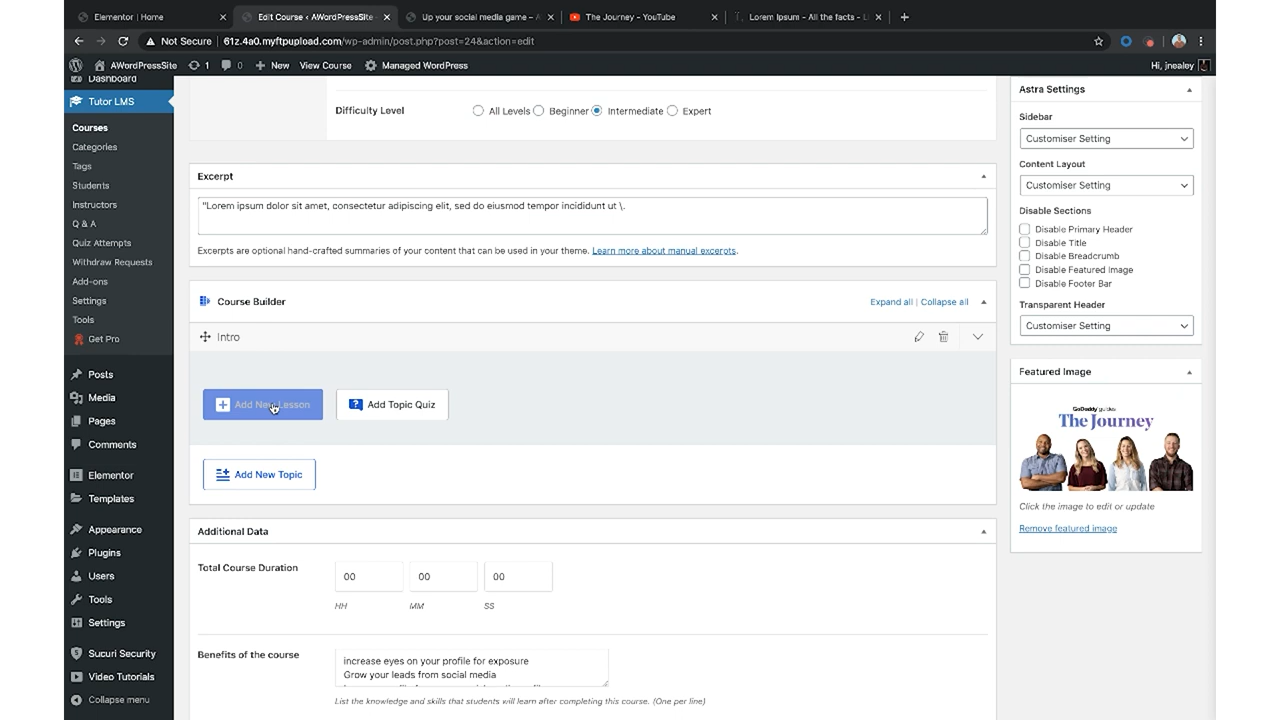 Elementor | Home
Edit Course < AWordPressSite
Up your social media game – A
The Journey - YouTube
Lorem Ipsum - All the facts - Li
Not Secure
61z.4a0.myftpupload.com/wp-admin/post.php?post=24&action=edit
AWordPressSite
1
0
New
View Course
Managed WordPress
Hi, jnealey
Dashboard
Tutor LMS
Courses
Categories
Tags
Students
Instructors
Q & A
Quiz Attempts
Withdraw Requests
Add-ons
Settings
Tools
Get Pro
Posts
Media
Pages
Comments
Elementor
Templates
Appearance
Plugins
Users
Tools
Settings
Sucuri Security
Video Tutorials
Collapse menu
Difficulty Level
All Levels
Beginner
Intermediate
Expert
Excerpt
"Lorem ipsum dolor sit amet, consectetur adipiscing elit, sed do eiusmod tempor incididunt ut \.
Excerpts are optional hand-crafted summaries of your content that can be used in your theme. Learn more about manual excerpts.
Course Builder
Expand all | Collapse all
Intro
Add New Lesson
Add Topic Quiz
Add New Topic
Additional Data
Total Course Duration
00
00
00
HH
MM
SS
Benefits of the course
increase eyes on your profile for exposure
Grow your leads from social media
List the knowledge and skills that students will learn after completing this course. (One per line)
Astra Settings
Sidebar
Customiser Setting
Content Layout
Customiser Setting
Disable Sections
Disable Primary Header
Disable Title
Disable Breadcrumb
Disable Featured Image
Disable Footer Bar
Transparent Header
Customiser Setting
Featured Image
GoDaddy guides
The Journey
Click the image to edit or update
Remove featured image